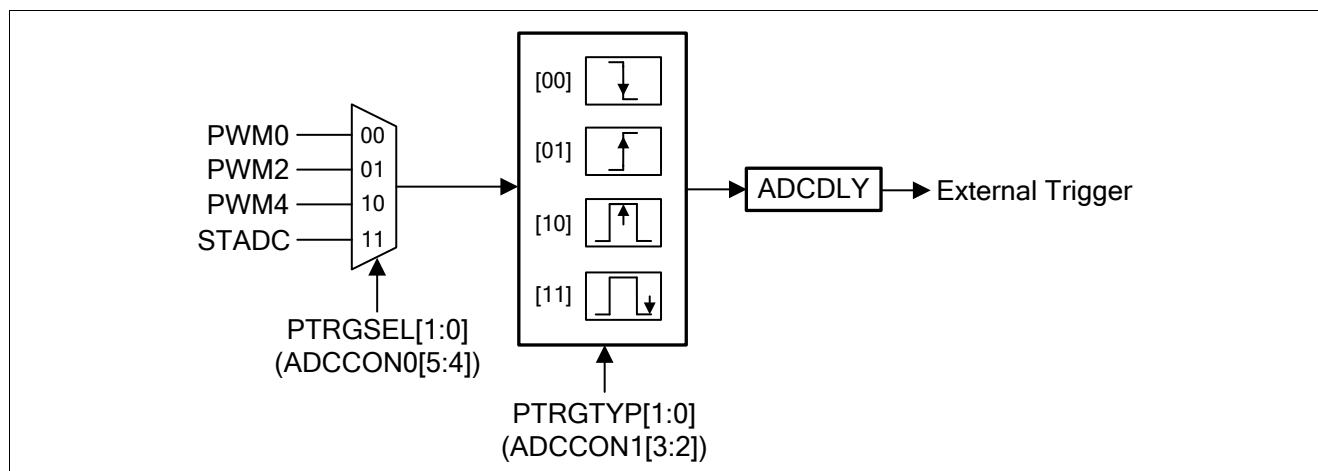 PWM0
PWM2
PWM4
STADC
00
01
10
11
PTRGSEL[1:0]
(ADCCON0[5:4])
[00]
[01]
[10]
[11]
PTRGTYP[1:0]
(ADCCON1[3:2])
ADCDLY
External Trigger